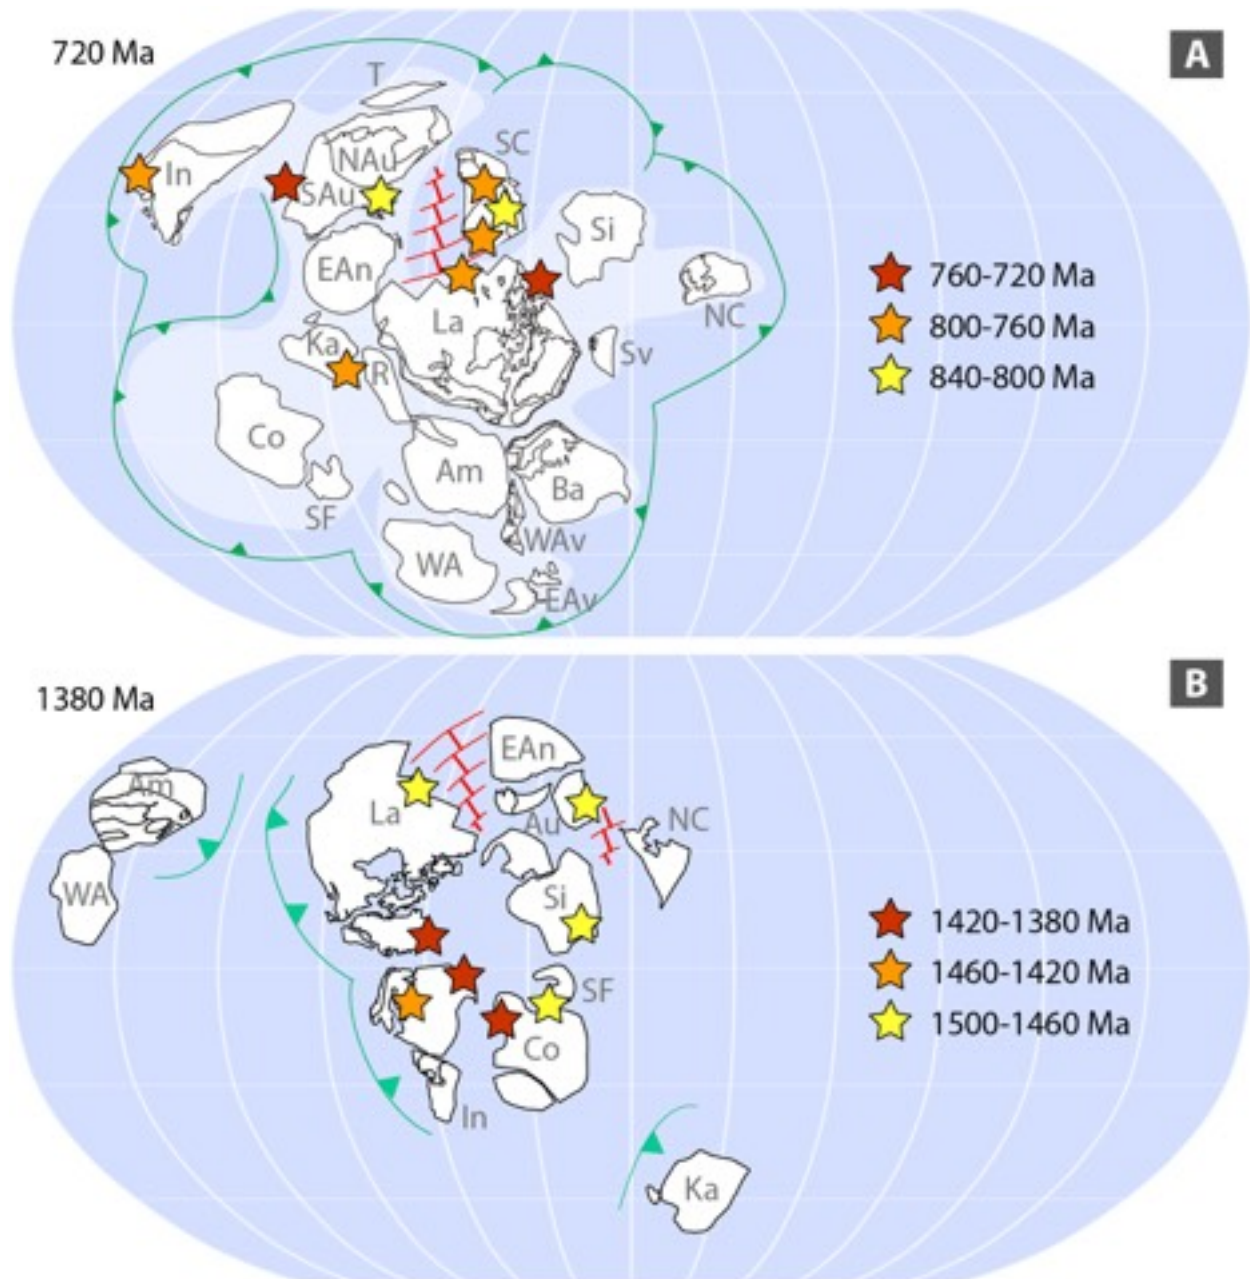 720 Ma
A
T
SC
In
NAu
SAu
Si
EAn
760-720 Ma
NC
La
800-760 Ma
Ka
Sv
R
840-800 Ma
Co
Am
Ba
SF
WAv
WA
EAv
1380 Ma
B
EAn
Am
La
Au
NC
WA
Si
1420-1380 Ma
1460-1420 Ma
SF
1500-1460 Ma
Co
In
Ka